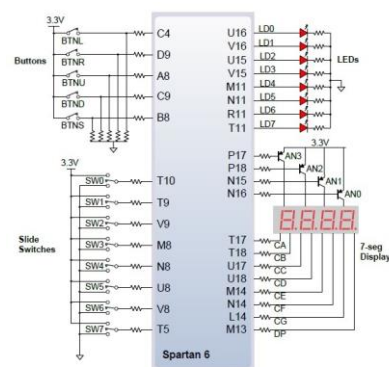 3.3V
BTNL
BTNR
BTNU
BTND
BTNS
Buttons
C4
D9
A8
C9
B8
3.3V
SW0
SW1
SW2
SW3
SW4
SW5
SW6
SW7
Slide
Switches
T10
T9
V9
M8
N8
U8
V8
T5
U16 LD0
V16 LD1
U15 LD2
V15 LD3
M11 LD4
N11 LD5
R11 LD6
T11 LD7
LEDs
3.3V
P17 AN3
P18 AN2
N15 AN1
N16 AN0
8.8.8.8.
T17 CA
T18 CB
U17 CC
U18 CD
M14 CE
N14 CF
L14 CG
M13 DP
7-seg
Display
Spartan 6